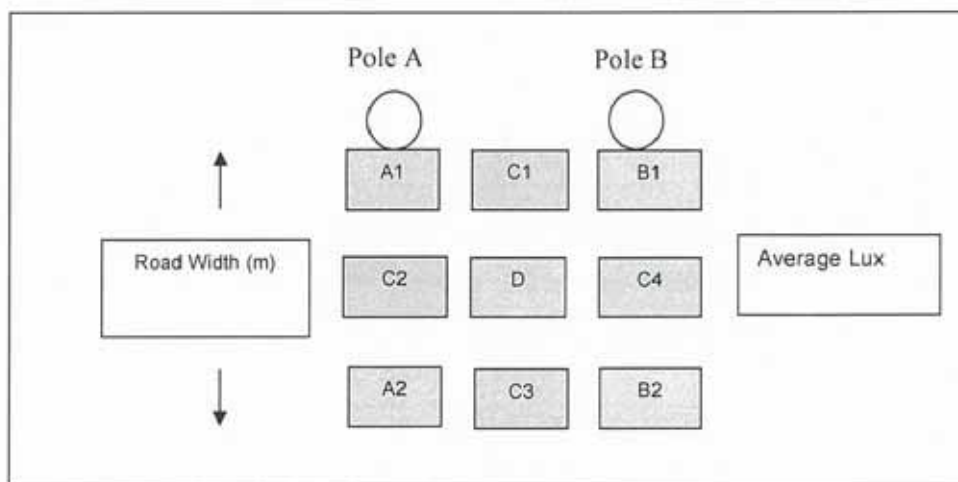 Pole A
Pole B
A1
C1
B1
Road Width (m)
C2
D
C4
Average Lux
A2
C3
B2